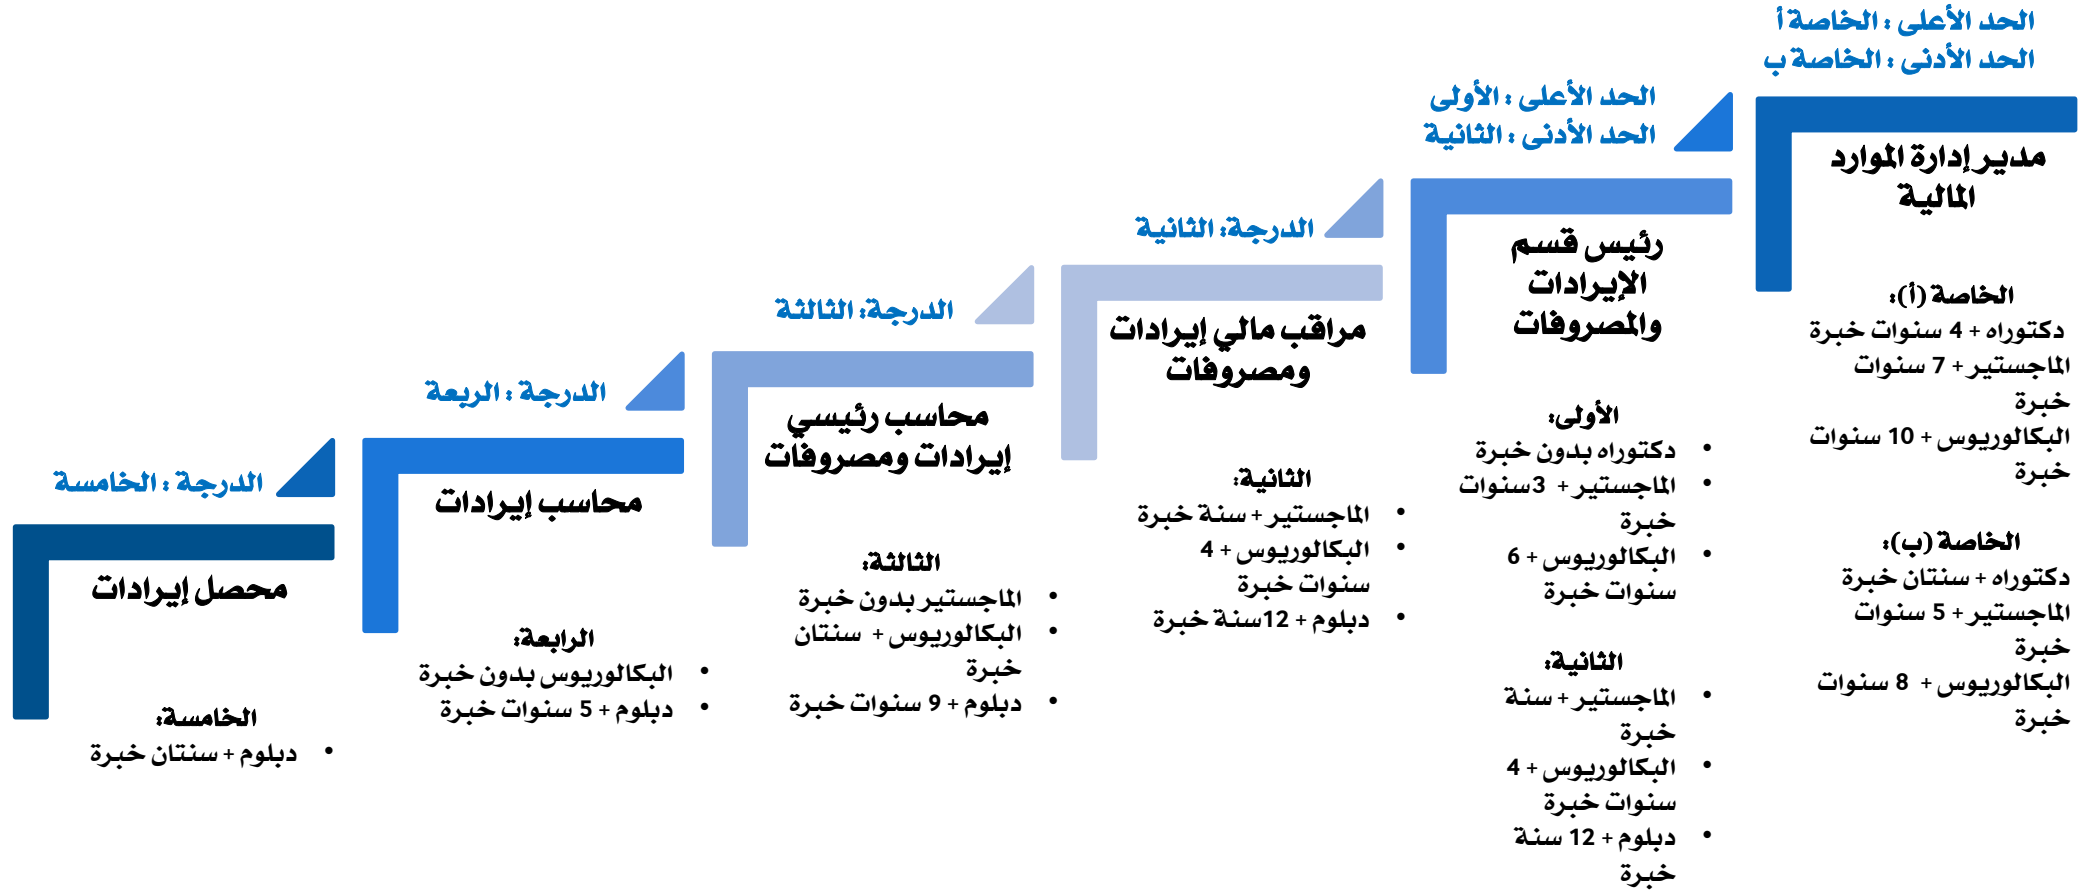 الحد الأعلى : الخاصة أ
الحد الأدنى : الخاصة ب
مدير إدارة الموارد
المالية
الخاصة (أ):
دكتوراه + 4 سنوات خبرة
الماجستير + 7 سنوات
خبرة
البكالوريوس + 10 سنوات
خبرة
الخاصة (ب):
دكتوراه + سنتان خبرة
الماجستير + 5 سنوات
خبرة
البكالوريوس + 8 سنوات
خبرة
الحد الأعلى : الأولى
الحد الأدنى : الثانية
رئيس قسم
الإيرادات
والمصروفات
الأولى:
• دكتوراه بدون خبرة
• الماجستير + 3سنوات
خبرة
• البكالوريوس + 6
سنوات خبرة
الثانية:
• الماجستير + سنة
خبرة
• البكالوريوس + 4
سنوات خبرة
• دبلوم + 12 سنة
خبرة
الدرجة: الثانية
مراقب مالي إيرادات
ومصروفات
الثانية:
• الماجستير + سنة خبرة
• البكالوريوس + 4
سنوات خبرة
• دبلوم + 12سنة خبرة
الدرجة: الثالثة
محاسب رئيسي
إيرادات ومصروفات
الثالثة:
• الماجستير بدون خبرة
• البكالوريوس + سنتان
خبرة
• دبلوم + 9 سنوات خبرة
الدرجة : الربعة
محاسب إيرادات
الرابعة:
• البكالوريوس بدون خبرة
• دبلوم + 5 سنوات خبرة
الدرجة : الخامسة
محصل إيرادات
الخامسة:
• دبلوم + سنتان خبرة